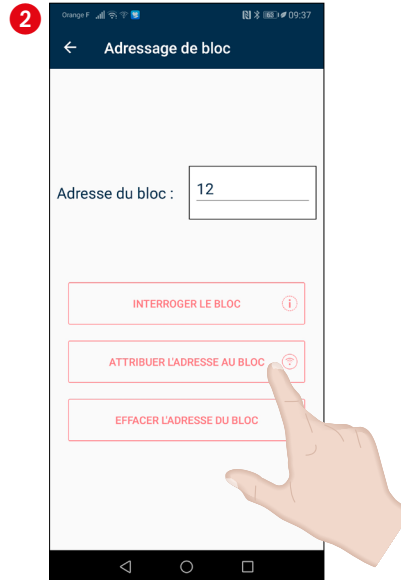 2
Orange F 09:37
Adressage de bloc
Adresse du bloc : 12
INTERROGER LE BLOC
ATTRIBUER L'ADRESSE AU BLOC
EFFACER L'ADRESSE DU BLOC